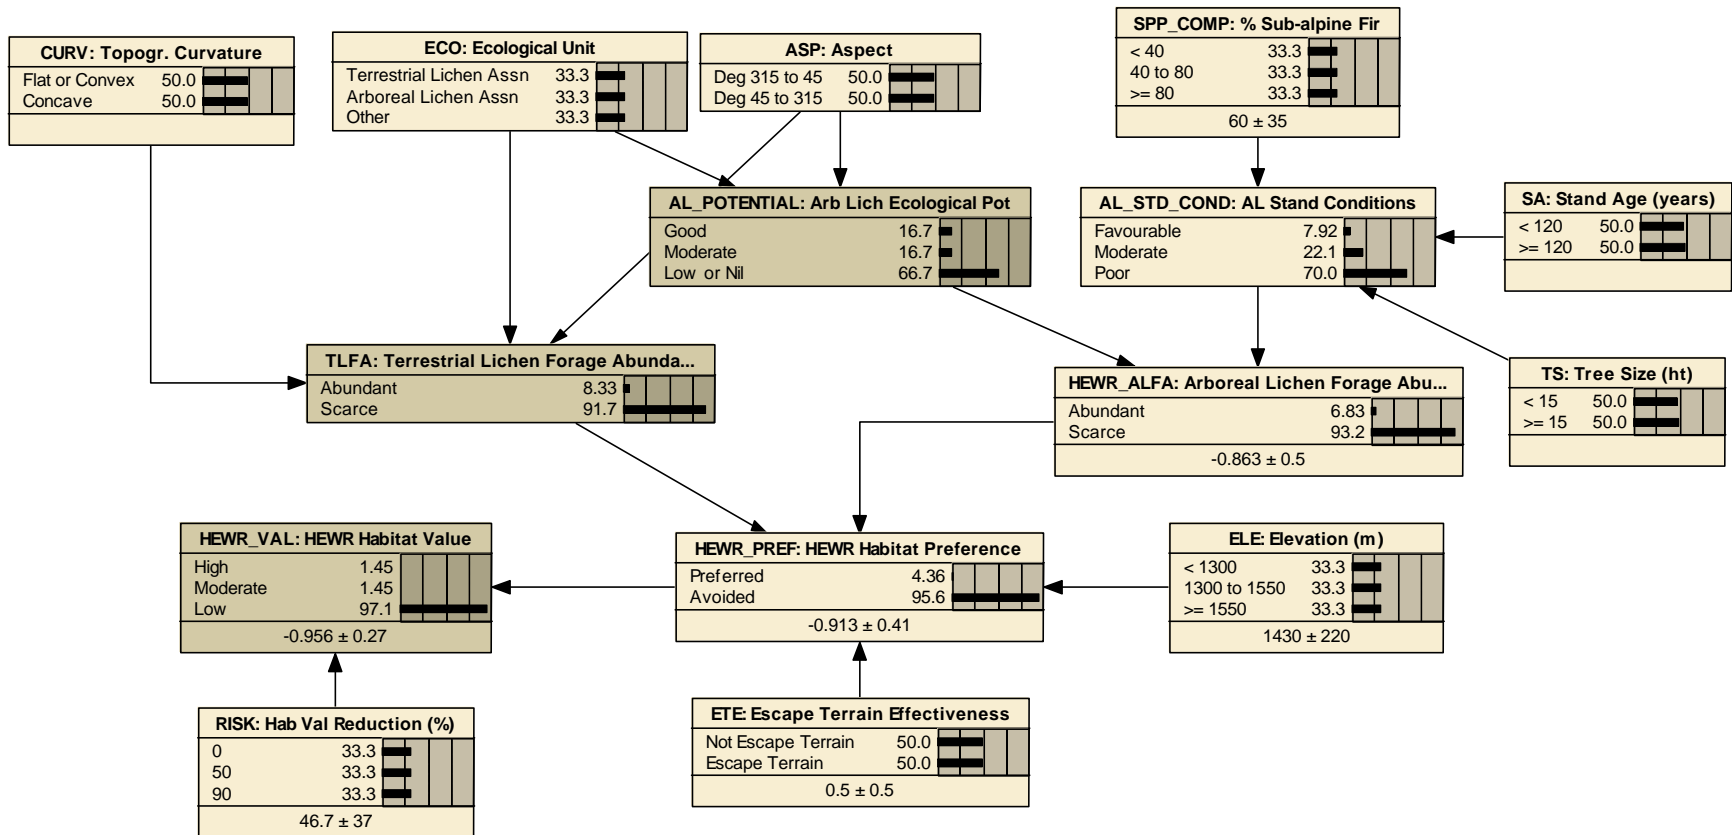 CURV: Topogr. Curvature
Flat or Convex 50.0
Concave 50.0
ECO: Ecological Unit
Terrestrial Lichen Assn 33.3
Arboreal Lichen Assn 33.3
Other 33.3
ASP: Aspect
Deg 315 to 45 50.0
Deg 45 to 315 50.0
SPP_COMP: % Sub-alpine Fir
< 40 33.3
40 to 80 33.3
>= 80 33.3
60 ± 35
AL_POTENTIAL: Arb Lich Ecological Pot
Good 16.7
Moderate 16.7
Low or Nil 66.7
AL_STD_COND: AL Stand Conditions
Favourable 7.92
Moderate 22.1
Poor 70.0
SA: Stand Age (years)
< 120 50.0
>= 120 50.0
TLFA: Terrestrial Lichen Forage Abunda...
Abundant 8.33
Scarce 91.7
HEWR_ALFA: Arboreal Lichen Forage Abu...
Abundant 6.83
Scarce 93.2
-0.863 ± 0.5
TS: Tree Size (ht)
< 15 50.0
>= 15 50.0
HEWR_VAL: HEWR Habitat Value
High 1.45
Moderate 1.45
Low 97.1
-0.956 ± 0.27
HEWR_PREF: HEWR Habitat Preference
Preferred 4.36
Avoided 95.6
-0.913 ± 0.41
ELE: Elevation (m)
< 1300 33.3
1300 to 1550 33.3
>= 1550 33.3
1430 ± 220
RISK: Hab Val Reduction (%)
0 33.3
50 33.3
90 33.3
46.7 ± 37
ETE: Escape Terrain Effectiveness
Not Escape Terrain 50.0
Escape Terrain 50.0
0.5 ± 0.5